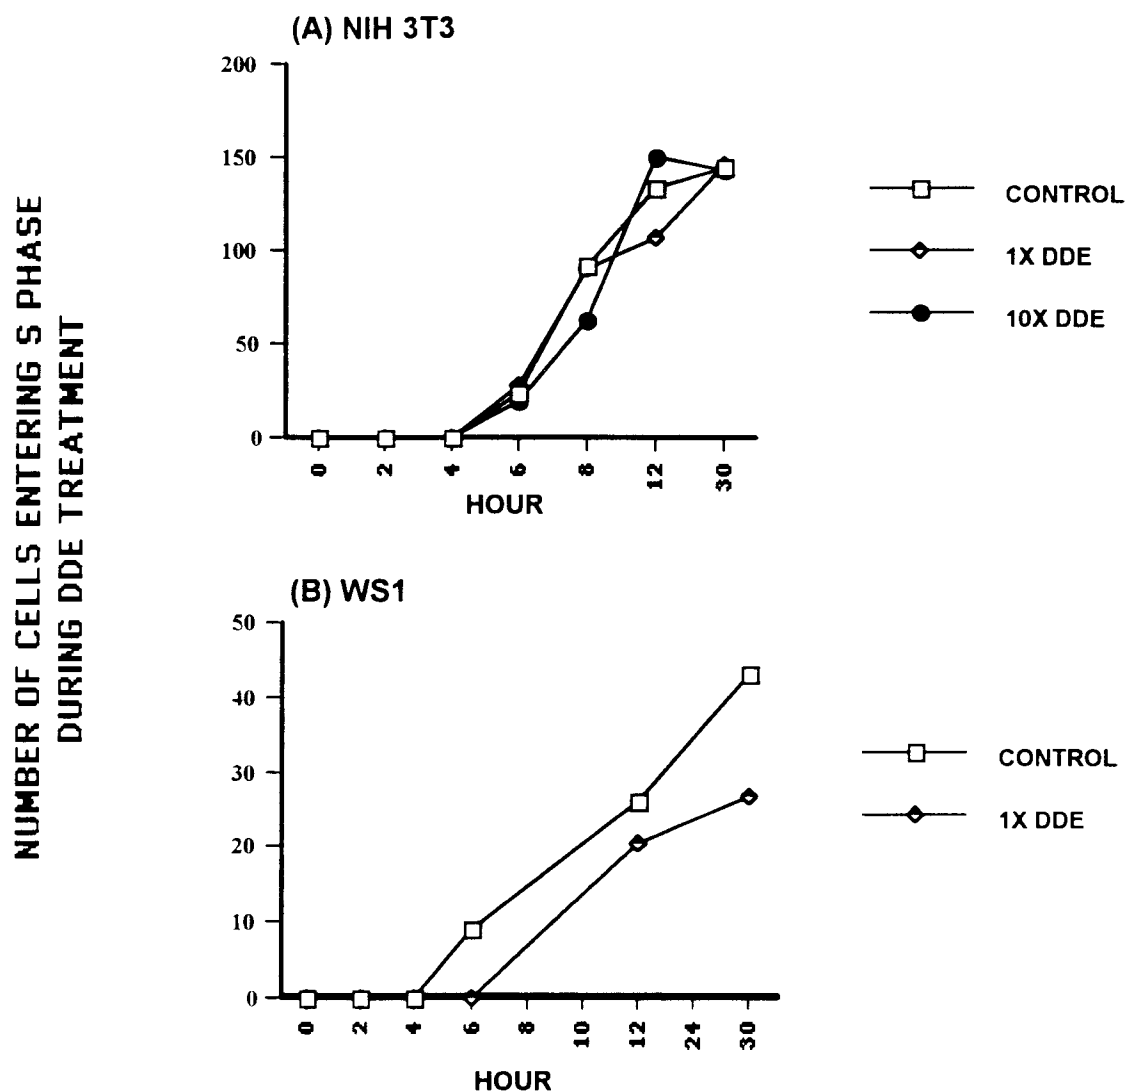 NUMBER OF CELLS ENTERING S PHASE
DURING DDE TREATMENT
(A) NIH 3T3
200
150
100
50
0
0 2 4 6 8 12 30
HOUR
CONTROL
1X DDE
10X DDE
(B) WS1
50
40
30
20
10
0
0 2 4 6 8 10 12 24 30
HOUR
CONTROL
1X DDE